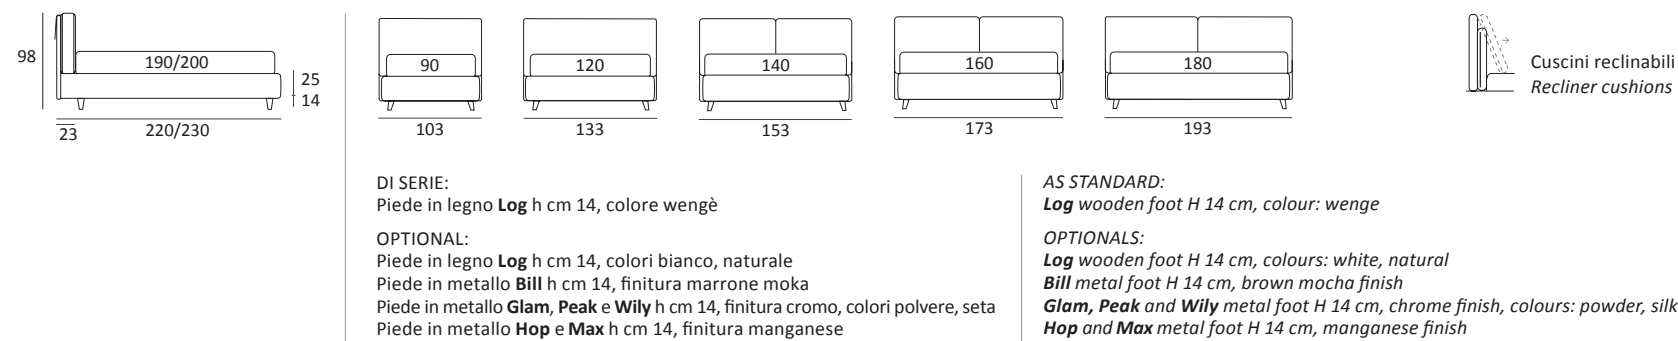 98
190/200
25
14
23
220/230
90
103
120
133
140
153
160
173
180
193
Cuscini reclinabili
Recliner cushions
DI SERIE:
Piede in legno Log h cm 14, colore wengè
OPTIONAL:
Piede in legno Log h cm 14, colori bianco, naturale
Piede in metallo Bill h cm 14, finitura marrone moka
Piede in metallo Glam, Peak e Wily h cm 14, finitura cromo, colori polvere, seta
Piede in metallo Hop e Max h cm 14, finitura manganese
AS STANDARD:
Log wooden foot H 14 cm, colour: wenge
OPTIONALS:
Log wooden foot H 14 cm, colours: white, natural
Bill metal foot H 14 cm, brown mocha finish
Glam, Peak and Wily metal foot H 14 cm, chrome finish, colours: powder, silk
Hop and Max metal foot H 14 cm, manganese finish